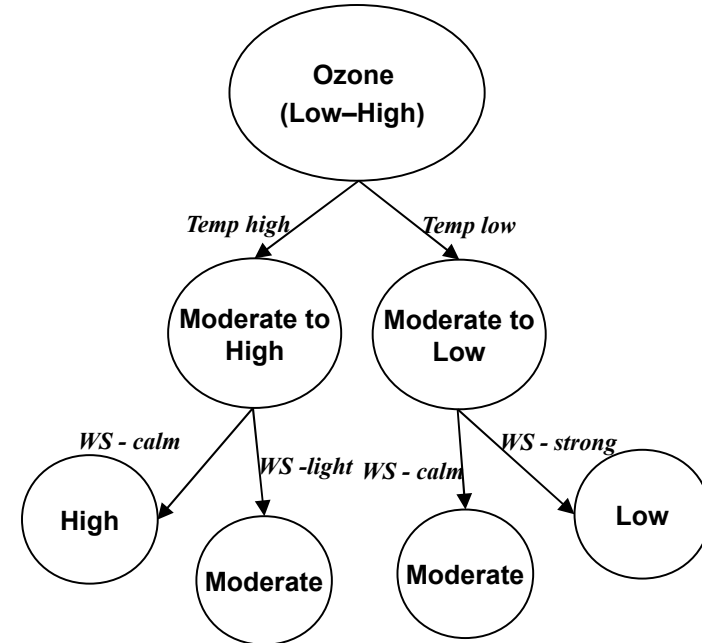 Ozone
(Low–High)
Temp high
Temp low
Moderate to
High
Moderate to
Low
WS - calm
WS -light
WS - calm
WS - strong
High
Moderate
Moderate
Low